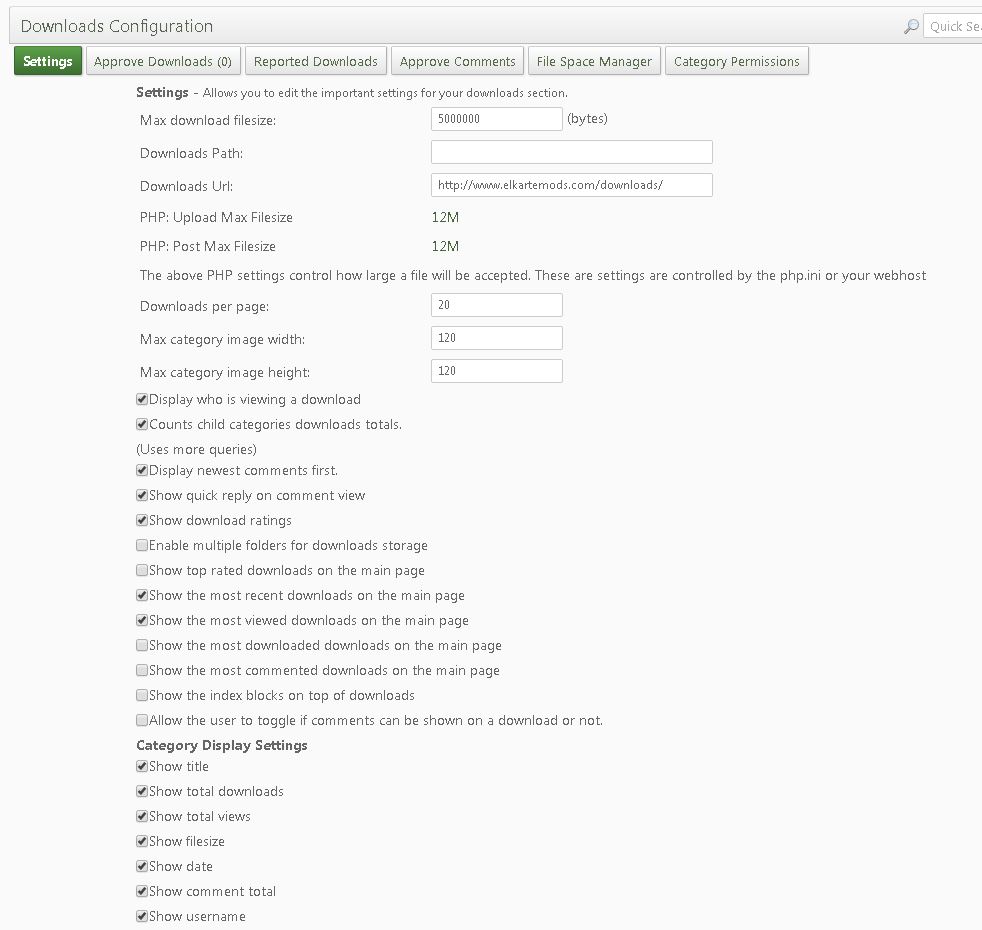 Downloads Configuration
Quick Se
Settings Approve Downloads (0) Reported Downloads Approve Comments File Space Manager Category Permissions
Settings - Allows you to edit the important settings for your downloads section.
Max download filesize: 5000000 (bytes)
Downloads Path:
Downloads Url: http://www.elkartemods.com/downloads/
PHP: Upload Max Filesize 12M
PHP: Post Max Filesize 12M
The above PHP settings control how large a file will be accepted. These are settings are controlled by the php.ini or your webhost
Downloads per page: 20
Max category image width: 120
Max category image height: 120
Display who is viewing a download
Counts child categories downloads totals.
(Uses more queries)
Display newest comments first.
Show quick reply on comment view
Show download ratings
Enable multiple folders for downloads storage
Show top rated downloads on the main page
Show the most recent downloads on the main page
Show the most viewed downloads on the main page
Show the most downloaded downloads on the main page
Show the most commented downloads on the main page
Show the index blocks on top of downloads
Allow the user to toggle if comments can be shown on a download or not.
Category Display Settings
Show title
Show total downloads
Show total views
Show filesize
Show date
Show comment total
Show username